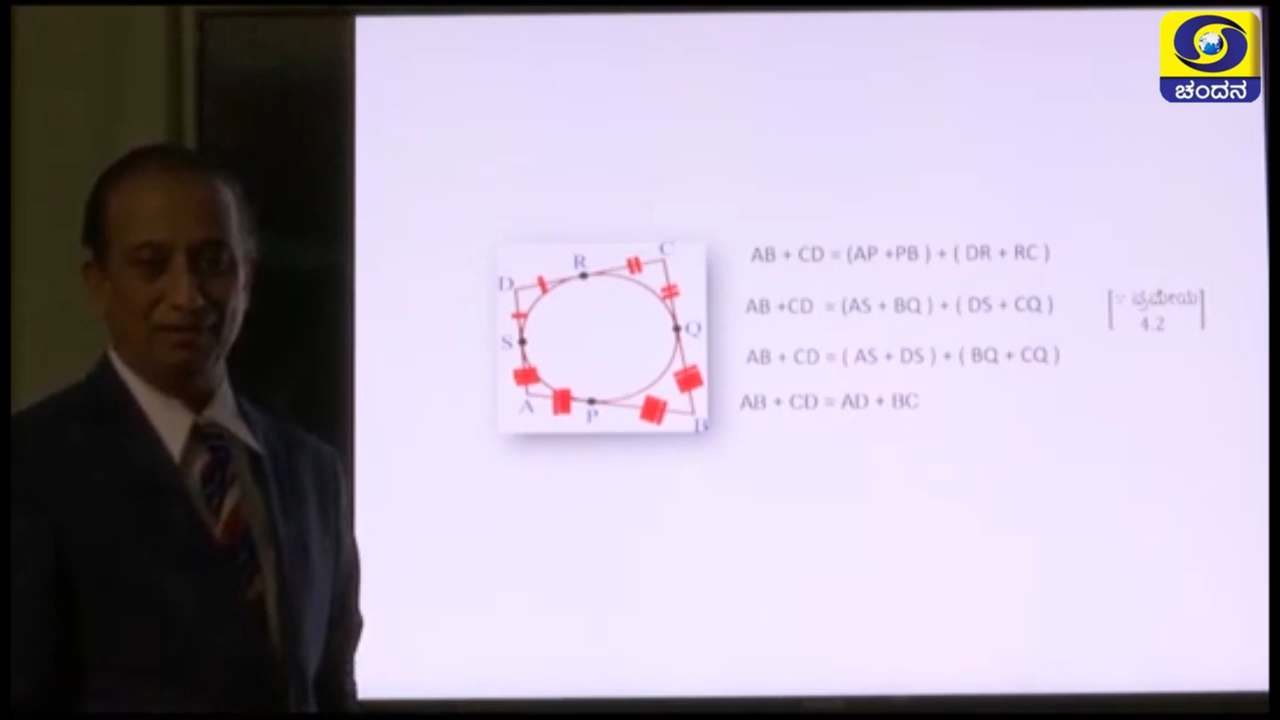 ಚಂದನ
AB + CD = (AP +PB ) + ( DR + RC )
AB +CD = (AS + BQ ) + ( DS + CQ ) [∵ ಪ್ರಮೇಯ 4.2]
AB + CD = ( AS + DS ) + ( BQ + CQ )
AB + CD = AD + BC
C
R
D
Q
S
A
P
B